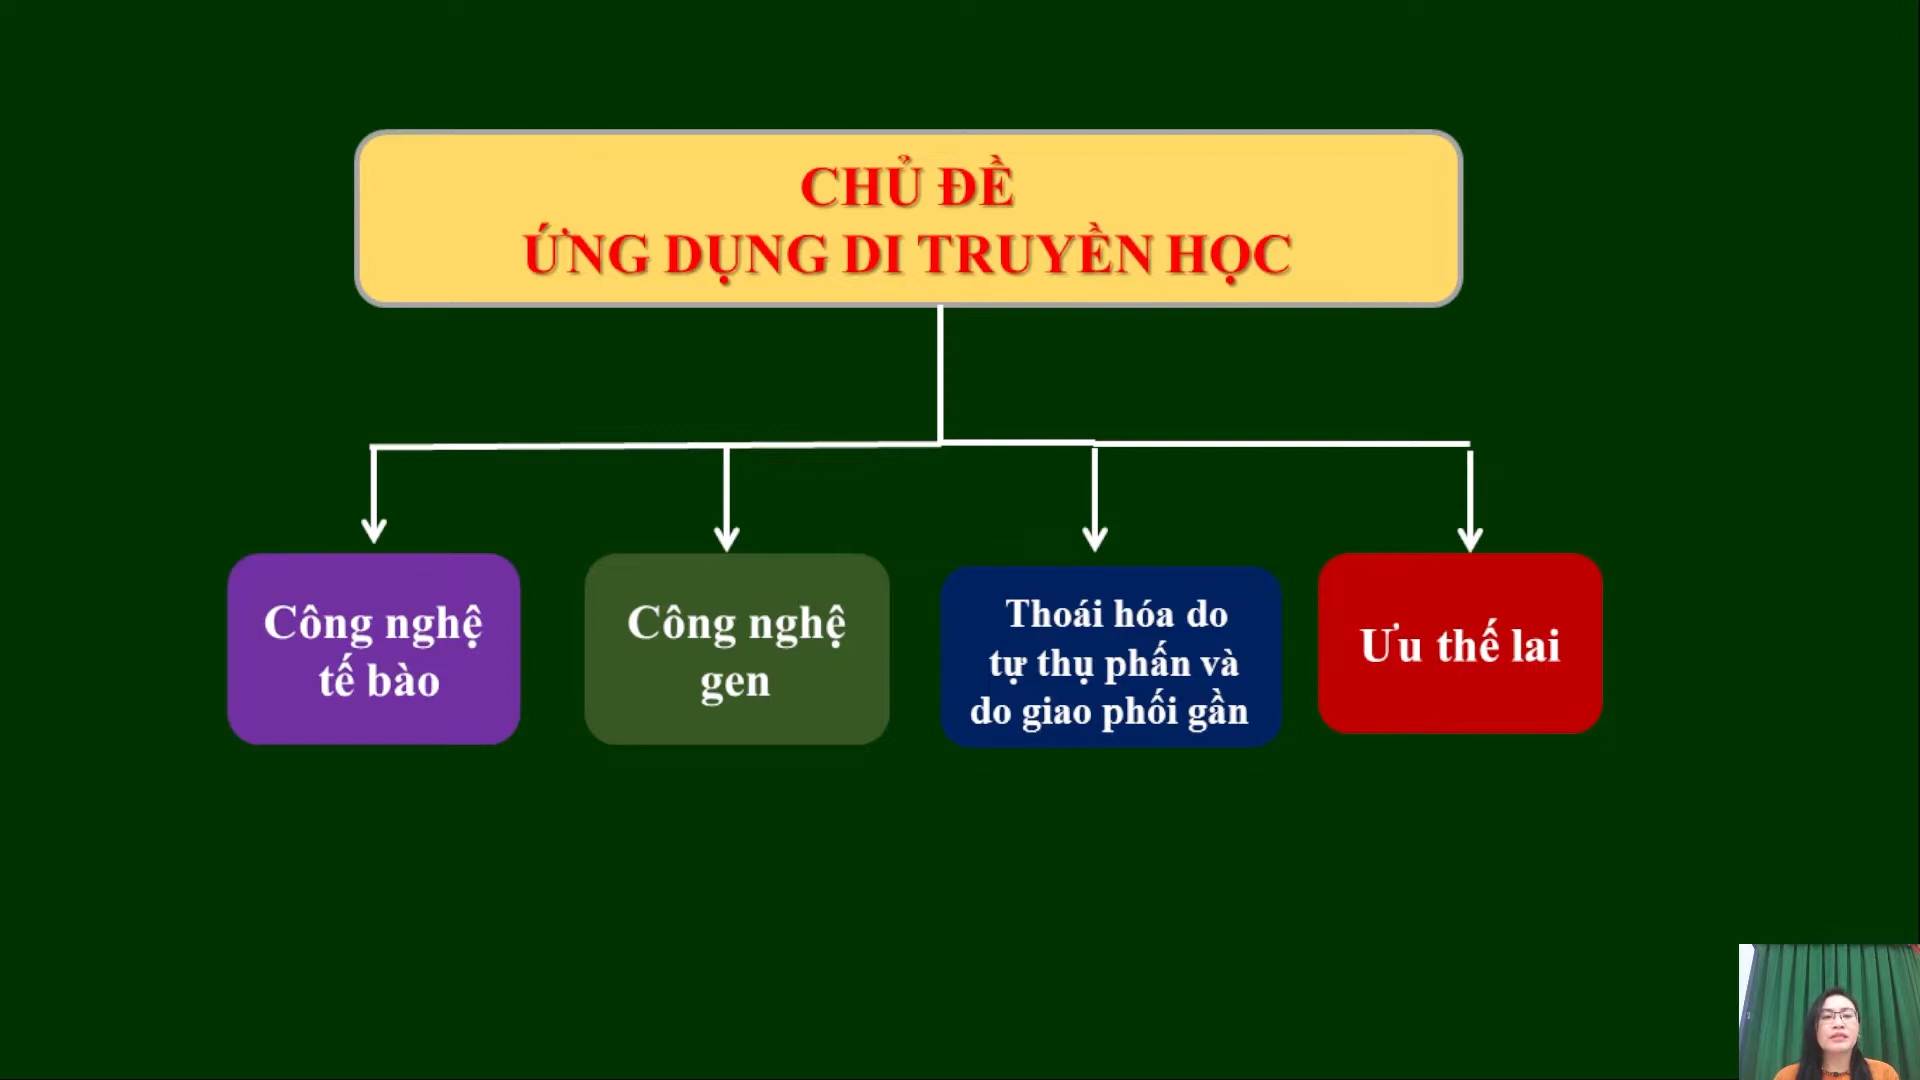 CHỦ ĐỀ
ỨNG DỤNG DI TRUYỀN HỌC
Công nghệ
tế bào
Công nghệ
gen
Thoái hóa do
tự thụ phấn và
do giao phối gần
Ưu thế lai